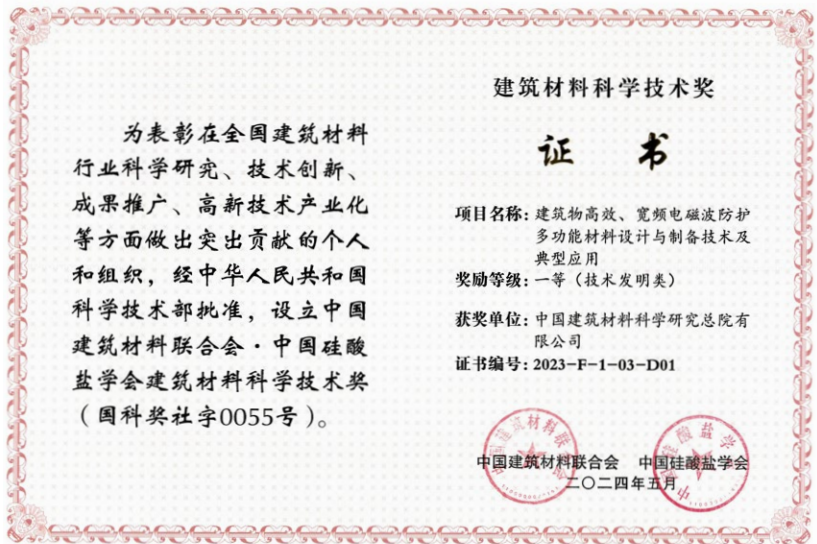 为表彰在全国建筑材料
行业科学研究、技术创新、
成果推广、高新技术产业化
等方面做出突出贡献的个人
和组织，经中华人民共和国
科学技术部批准，设立中国
建筑材料联合会·中国硅酸
盐学会建筑材料科学技术奖
（国科奖社字0055号）。
建筑材料科学技术奖
证书
项目名称：建筑物高效、宽频电磁波防护
多功能材料设计与制备技术及
典型应用
奖励等级：一等（技术发明类）
获奖单位：中国建筑材料科学研究总院有
限公司
证书编号：2023-F-1-03-D01
中国建筑材料联合会 中国硅酸盐学会
二〇二四年五月